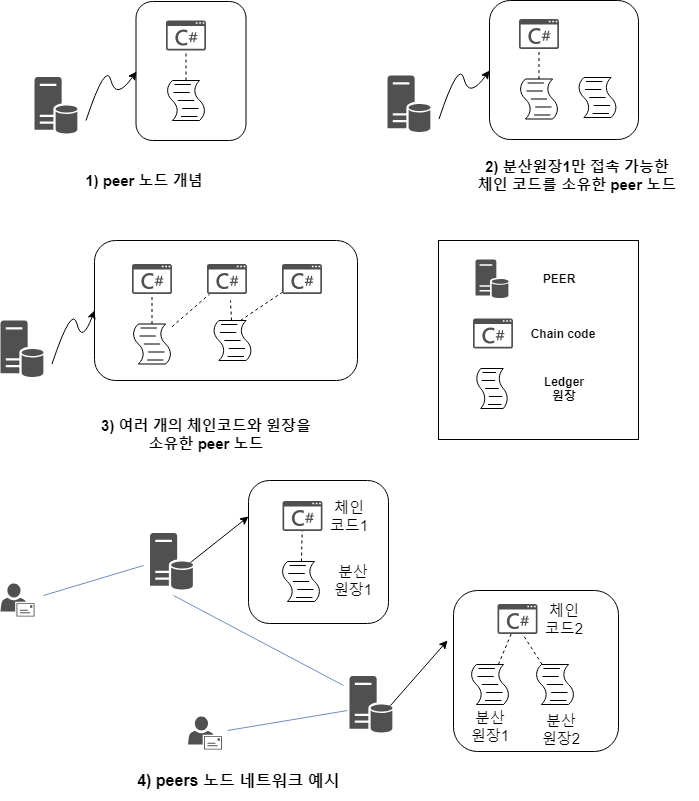 C#
C#
1) peer 노드 개념
2) 분산원장1만 접속 가능한
체인 코드를 소유한 peer 노드
C#
C#
C#
3) 여러 개의 체인코드와 원장을
소유한 peer 노드
PEER
C#
Chain code
Ledger
원장
C#
체인
코드1
분산
원장1
C#
체인
코드2
분산
원장1
분산
원장2
4) peers 노드 네트워크 예시